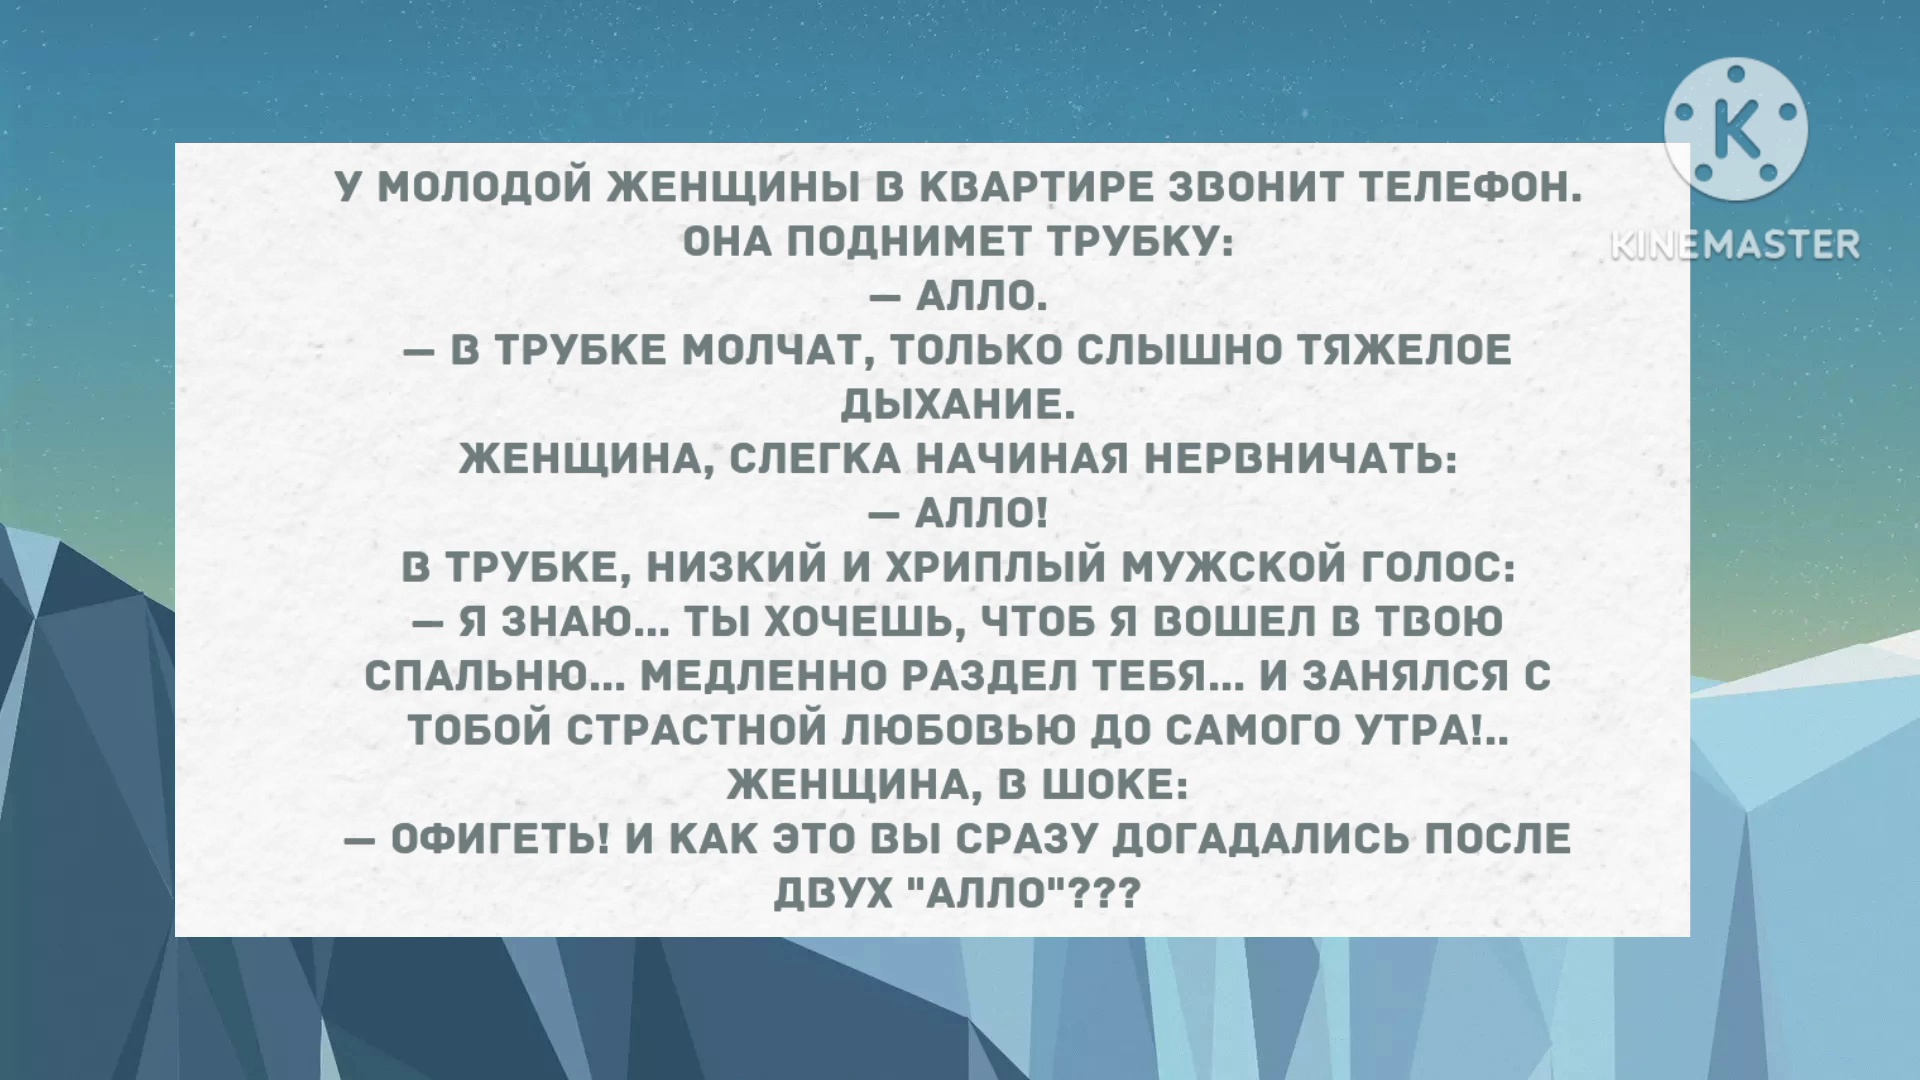 У МОЛОДОЙ ЖЕНЩИНЫ В КВАРТИРЕ ЗВОНИТ ТЕЛЕФОН.
ОНА ПОДНИМЕТ ТРУБКУ:
— АЛЛО.
— В ТРУБКЕ МОЛЧАТ, ТОЛЬКО СЛЫШНО ТЯЖЕЛОЕ
ДЫХАНИЕ.
ЖЕНЩИНА, СЛЕГКА НАЧИНАЯ НЕРВНИЧАТЬ:
— АЛЛО!
В ТРУБКЕ, НИЗКИЙ И ХРИПЛЫЙ МУЖСКОЙ ГОЛОС:
— Я ЗНАЮ... ТЫ ХОЧЕШЬ, ЧТОБ Я ВОШЕЛ В ТВОЮ
СПАЛЬНЮ... МЕДЛЕННО РАЗДЕЛ ТЕБЯ... И ЗАНЯЛСЯ С
ТОБОЙ СТРАСТНОЙ ЛЮБОВЬЮ ДО САМОГО УТРА!..
ЖЕНЩИНА, В ШОКЕ:
— ОФИГЕТЬ! И КАК ЭТО ВЫ СРАЗУ ДОГАДАЛИСЬ ПОСЛЕ
ДВУХ "АЛЛО"???
K
KINEMASTER